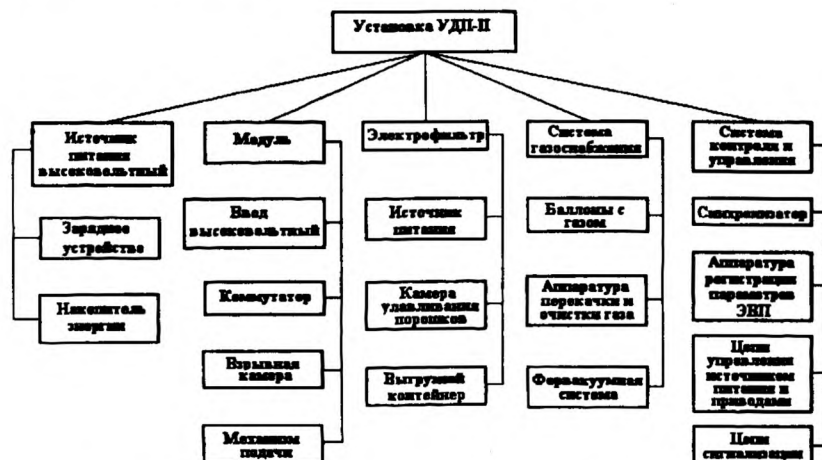 Установка УДП-II
Источник
питания
высоковольтный
Зарядное
устройство
Накопитель
энергии
Модуль
Ввод
высоковольтный
Коммутатор
Взрывная
камера
Механизм
подачи
Электрофильтр
Источник
питания
Камера
улавливания
порошков
Выгрузной
контейнер
Система
газоснабжения
Баллоны с
газом
Аппаратура
перекачки и
очистки газа
Форвакуумная
система
Система
контроля и
управления
Синхронизатор
Аппаратура
регистрации
параметров
ЭВП
Цепи
управления
источником
питания и
приводами
Цепи
сигнализации